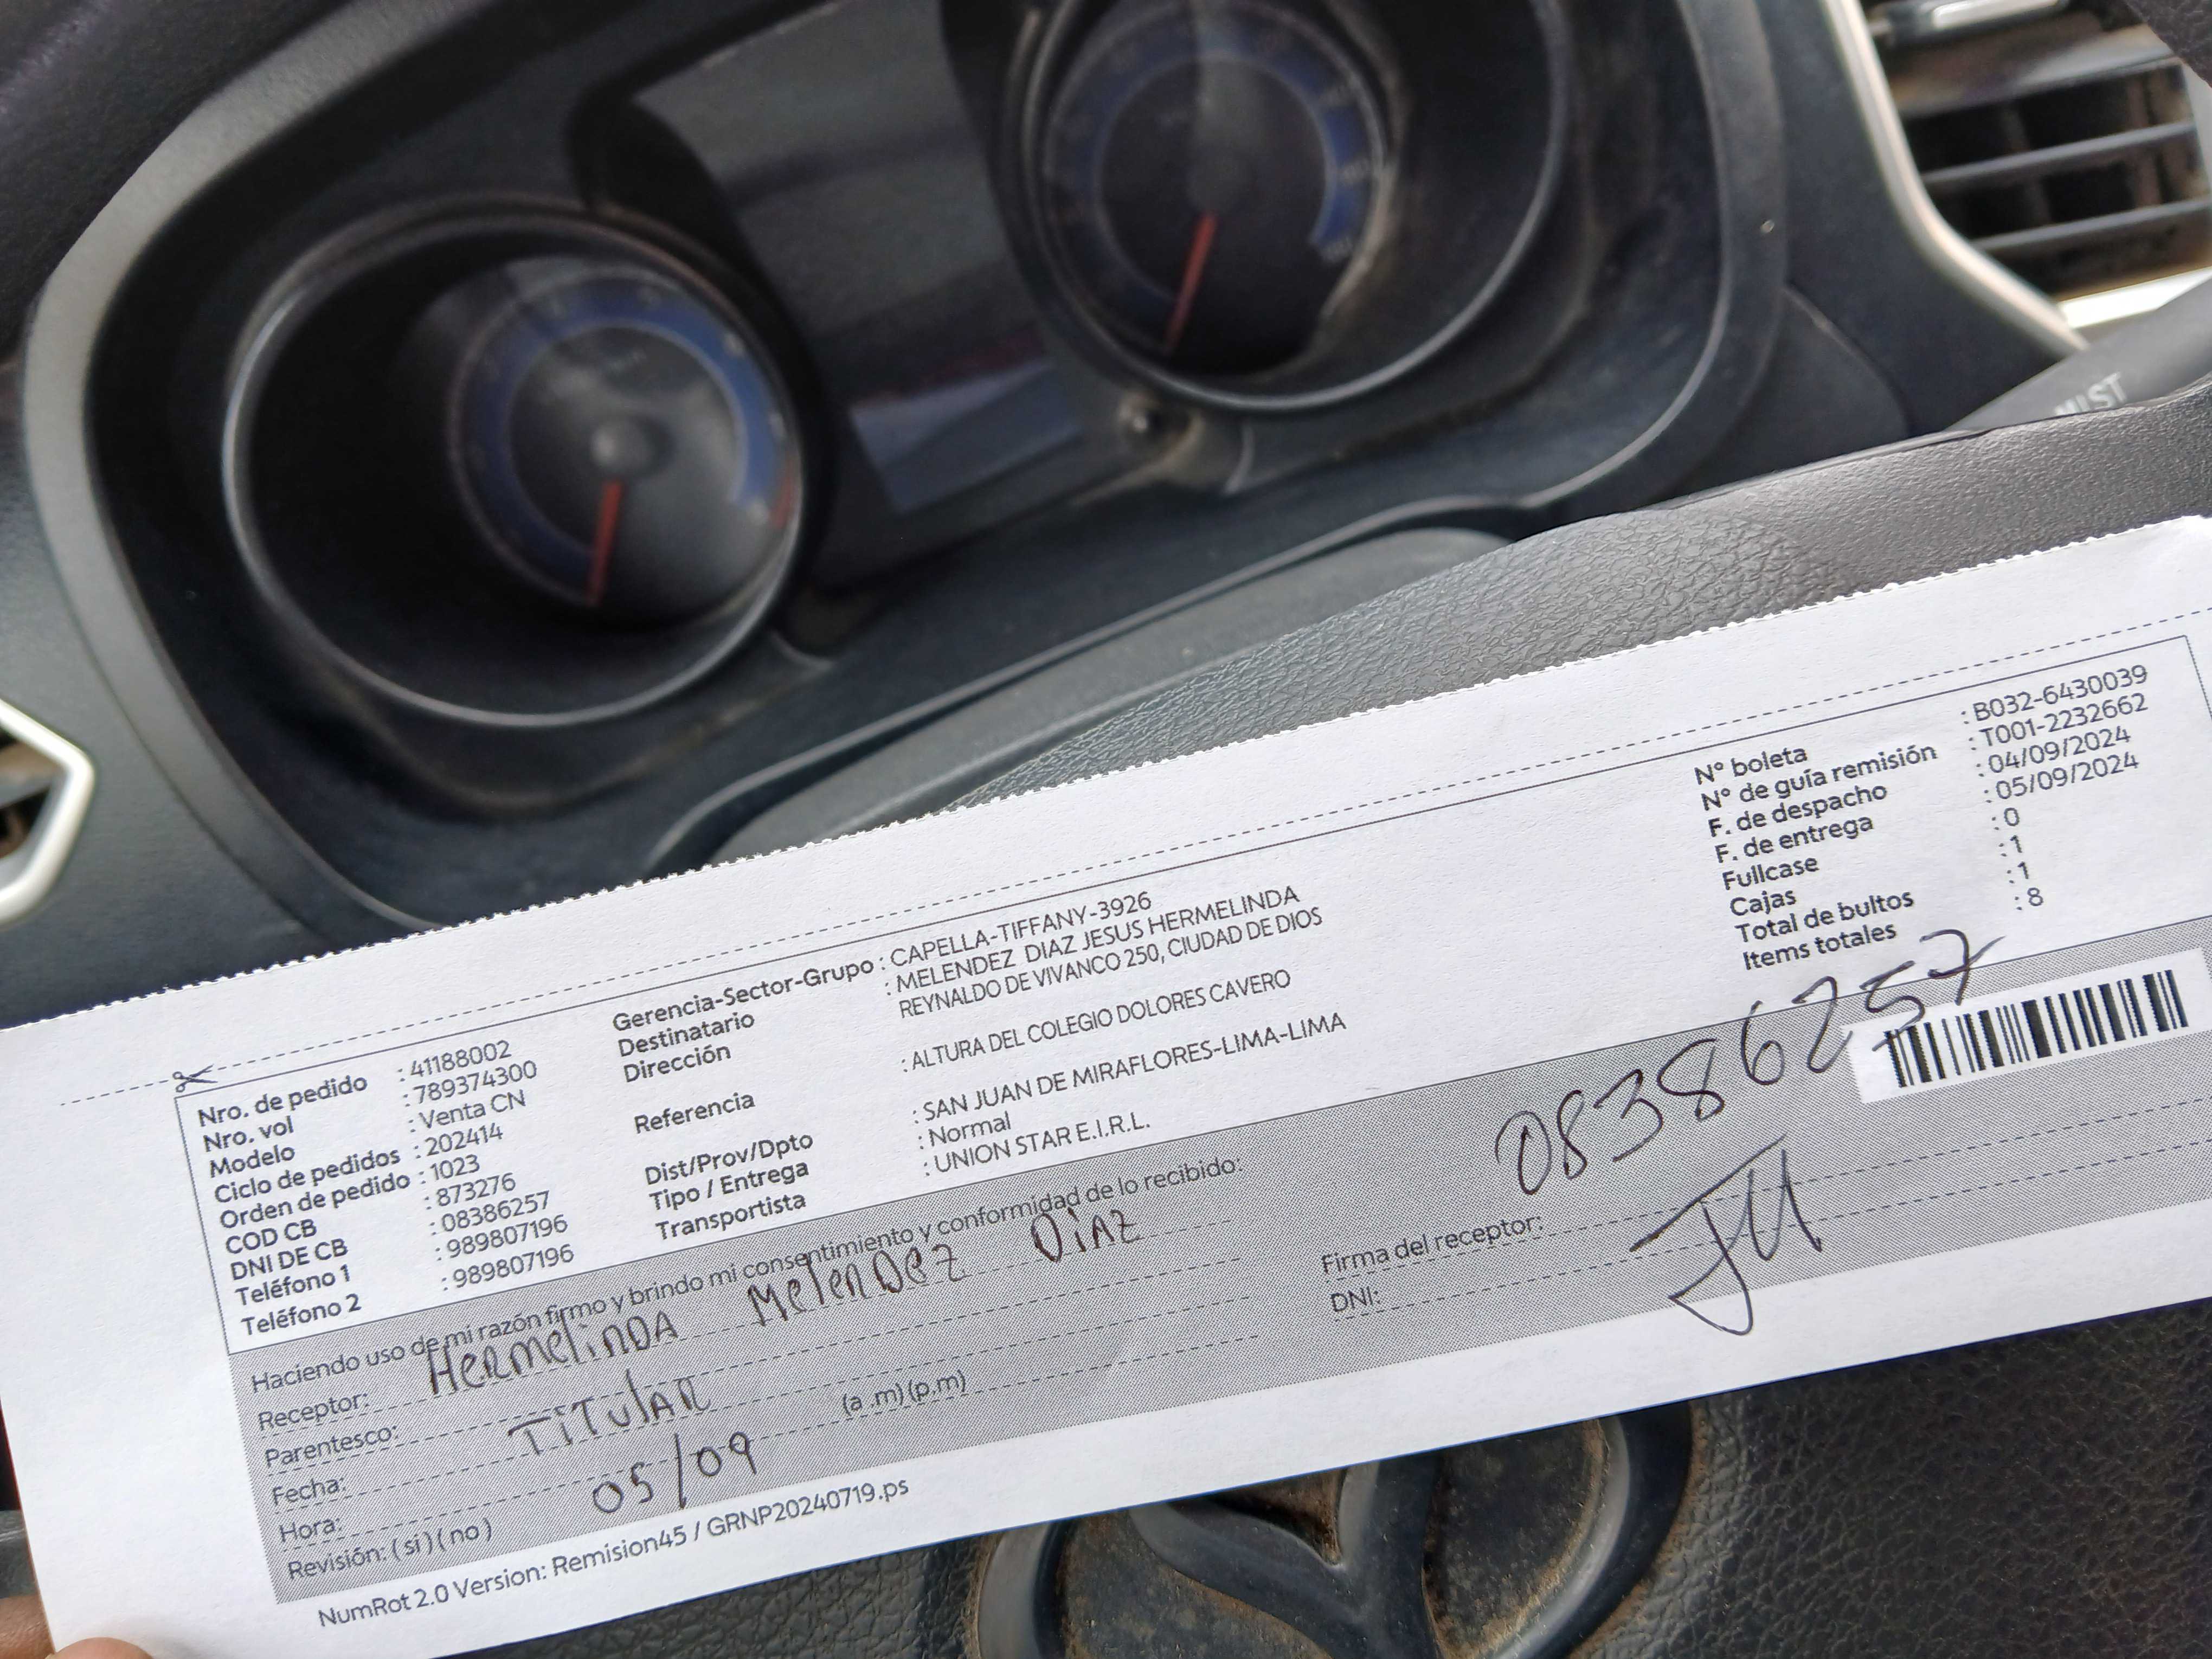 MIST
Nro. de pedido : 41188002
Nro. vol : 789374300
Modelo : Venta CN
Ciclo de pedidos : 202414
Orden de pedido : 1023
COD CB : 873276
DNI DE CB : 08386257
Teléfono 1 : 989807196
Teléfono 2 : 989807196
Gerencia-Sector-Grupo : CAPELLA-TIFFANY-3926
Destinatario : MELENDEZ DIAZ JESUS HERMELINDA
Dirección : REYNALDO DE VIVANCO 250, CIUDAD DE DIOS
Referencia : ALTURA DEL COLEGIO DOLORES CAVERO
Dist/Prov/Dpto : SAN JUAN DE MIRAFLORES-LIMA-LIMA
Tipo / Entrega : Normal
Transportista : UNION STAR E.I.R.L.
N° boleta : B032-6430039
N° de guía remisión : T001-2232662
F. de despacho : 04/09/2024
F. de entrega : 05/09/2024
Fullcase : 0
Cajas : 1
Total de bultos : 1
Items totales : 8
Haciendo uso de mi razón firmo y brindo mi consentimiento y conformidad de lo recibido:
Receptor: HermelinDA MelenDez DiAz
Parentesco: TiTulAR
Fecha: 05/09
Hora: (a .m) (p.m)
Revisión: ( si ) ( no )
08386257
Firma del receptor:
DNI:
NumRot 2.0 Version: Remision45 / GRNP20240719.ps